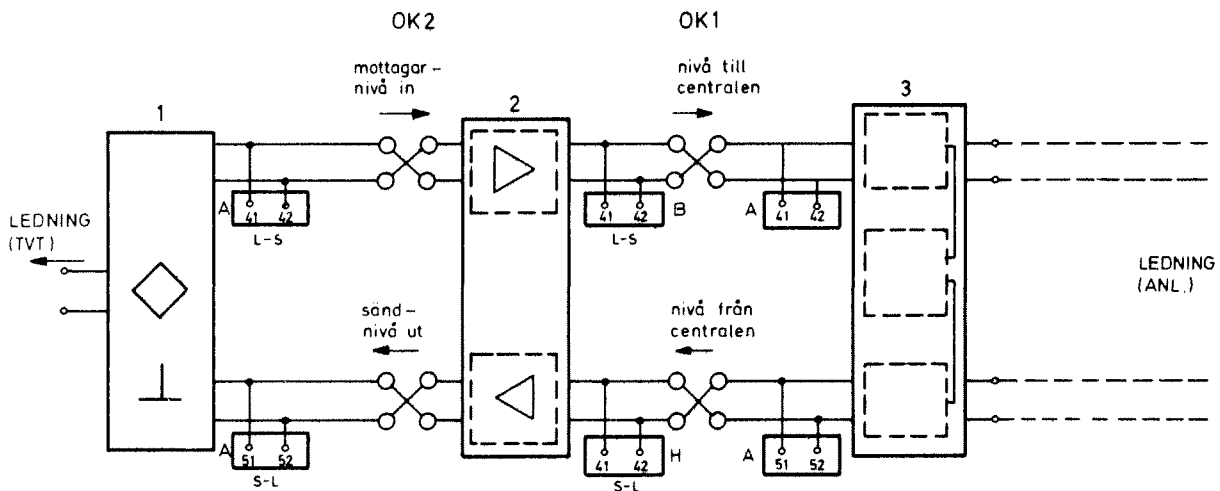 OK2
OK1
mottagar-
nivå in
nivå till
centralen
1
2
3
A
41 42
L-S
41 42
B
L-S
A
41 42
LEDNING
(TVT)
LEDNING
(ANL.)
sänd-
nivå ut
nivå från
centralen
A
51 52
S-L
41 42
H
S-L
A
51 52